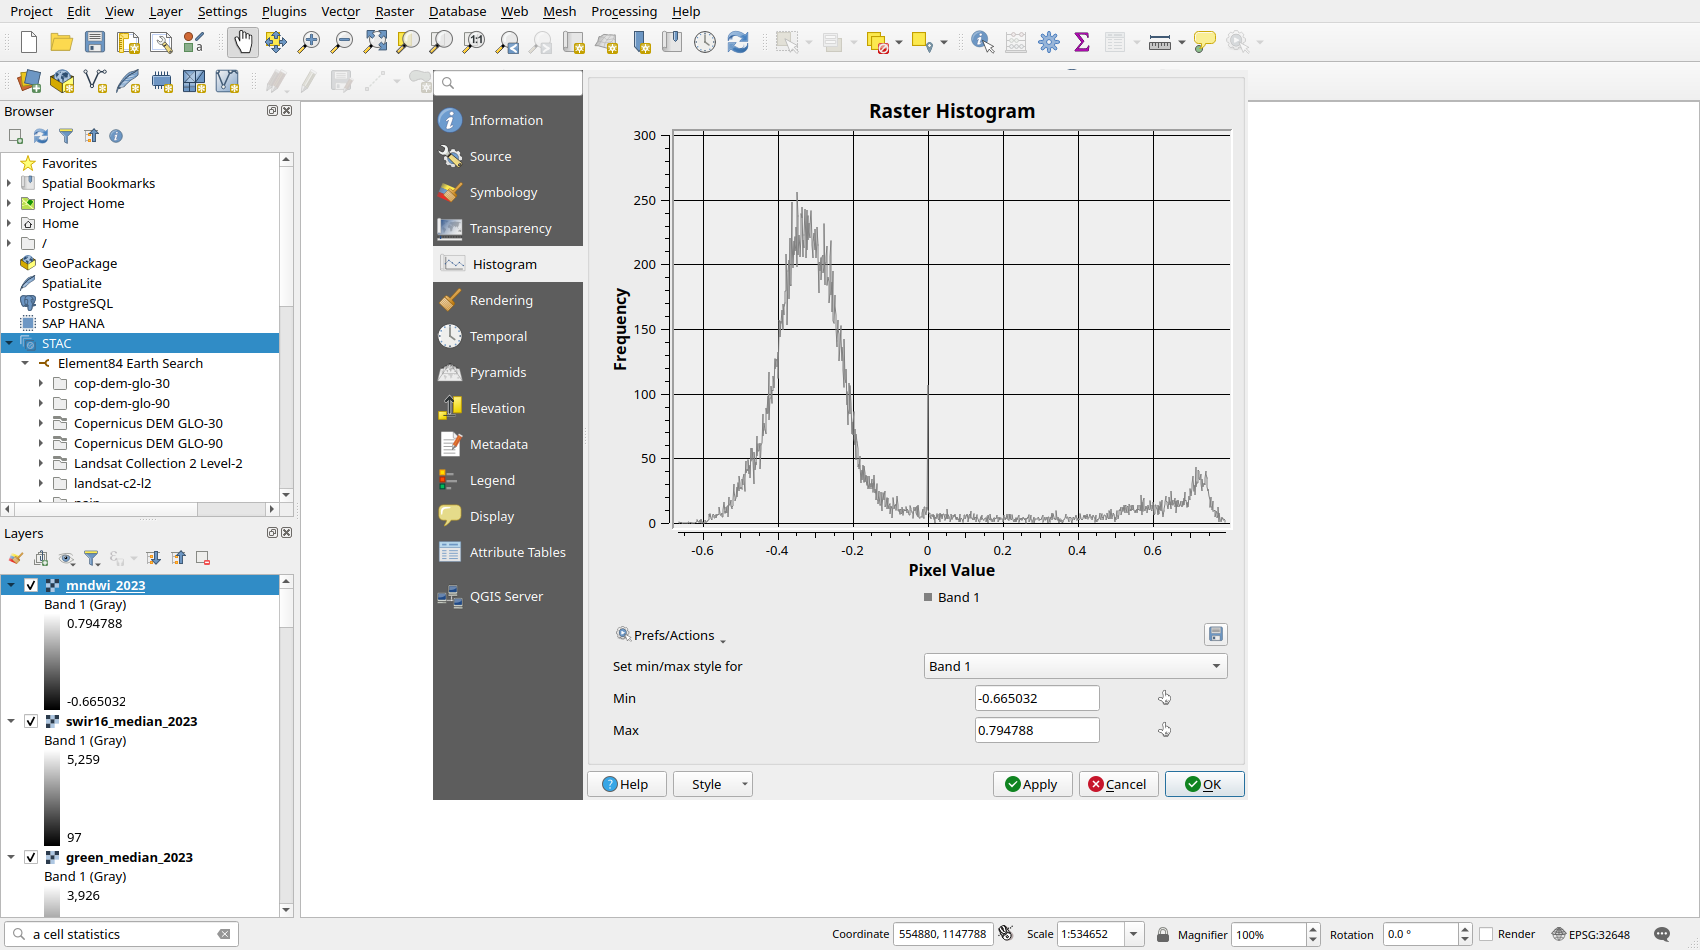 Project Edit View Layer Settings Plugins Vector Raster Database Web Mesh Processing Help
Browser
Favorites
Spatial Bookmarks
Project Home
Home
/
GeoPackage
SpatiaLite
PostgreSQL
SAP HANA
STAC
Element84 Earth Search
cop-dem-glo-30
cop-dem-glo-90
Copernicus DEM GLO-30
Copernicus DEM GLO-90
Landsat Collection 2 Level-2
landsat-c2-l2
Layers
mndwi_2023
Band 1 (Gray)
0.794788
-0.665032
swir16_median_2023
Band 1 (Gray)
5,259
97
green_median_2023
Band 1 (Gray)
3,926
Information
Source
Symbology
Transparency
Histogram
Rendering
Temporal
Pyramids
Elevation
Metadata
Legend
Display
Attribute Tables
QGIS Server
Raster Histogram
Frequency
300
250
200
150
100
50
0
-0.6 -0.4 -0.2 0 0.2 0.4 0.6
Pixel Value
Band 1
Prefs/Actions
Set min/max style for Band 1
Min -0.665032
Max 0.794788
Help Style Apply Cancel OK
a cell statistics Coordinate 554880, 1147788 Scale 1:534652 Magnifier 100% Rotation 0.0 ° Render EPSG:32648